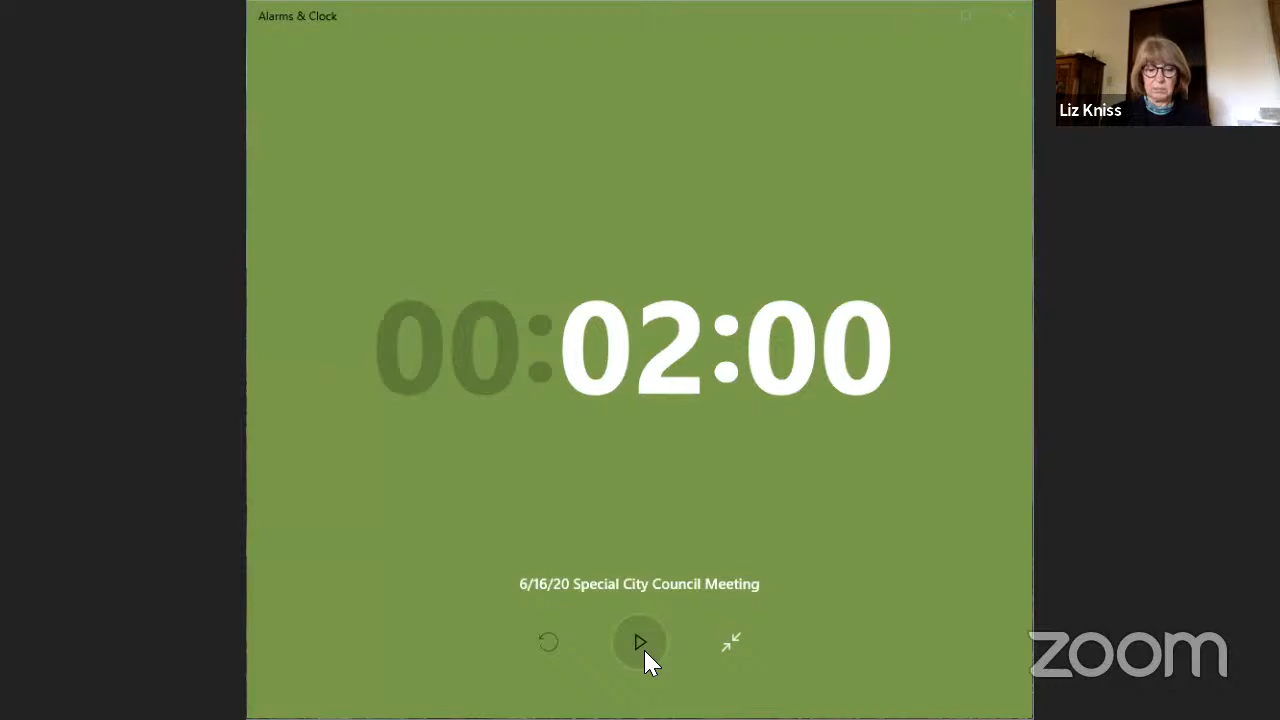 Alarms & Clock
Liz Kniss
00:02:00
6/16/20 Special City Council Meeting
zoom